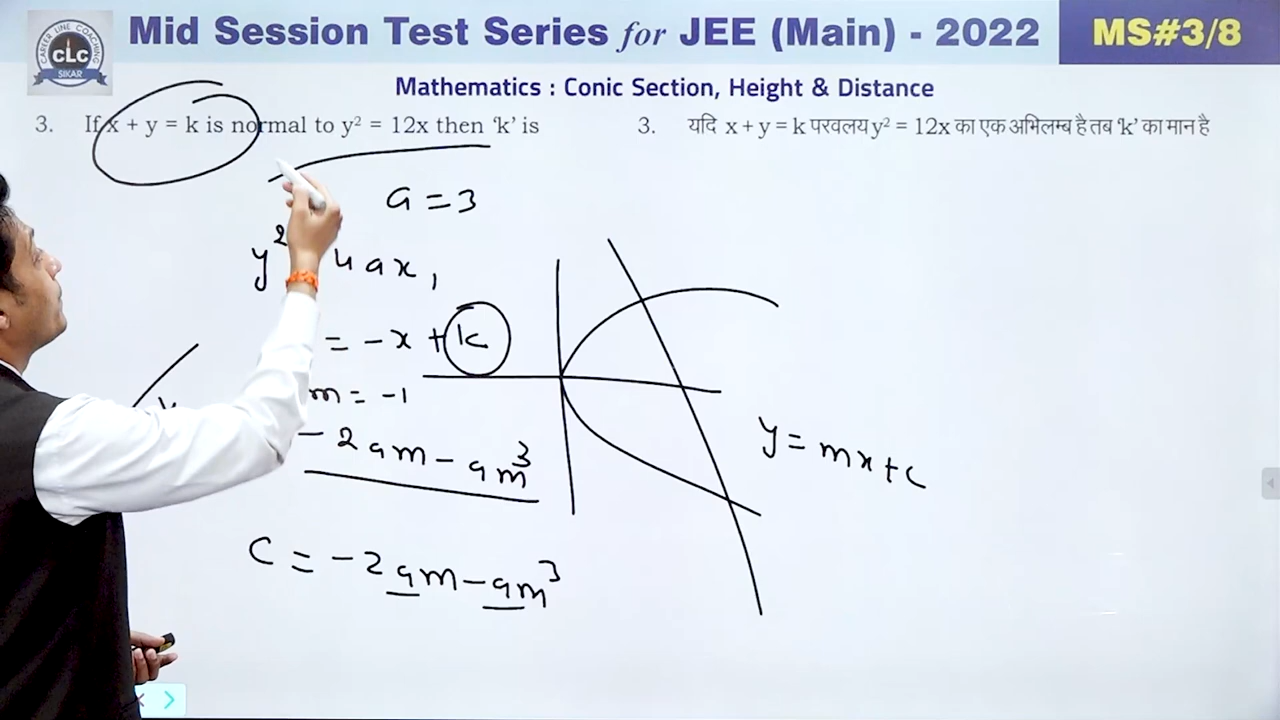 Mid Session Test Series for JEE (Main) - 2022
MS#3/8
CAREER LINE COACHING
CLC
SIKAR
Mathematics : Conic Section, Height & Distance
3. If x + y = k is normal to y² = 12x then ‘k’ is
3. यदि x + y = k परवलय y² = 12x का एक अभिलम्ब है तब ‘k’ का मान है
a = 3
y² 4ax,
= -x + k
m = -1
- 2am - am³
y = mx + c
C = -2am - am³